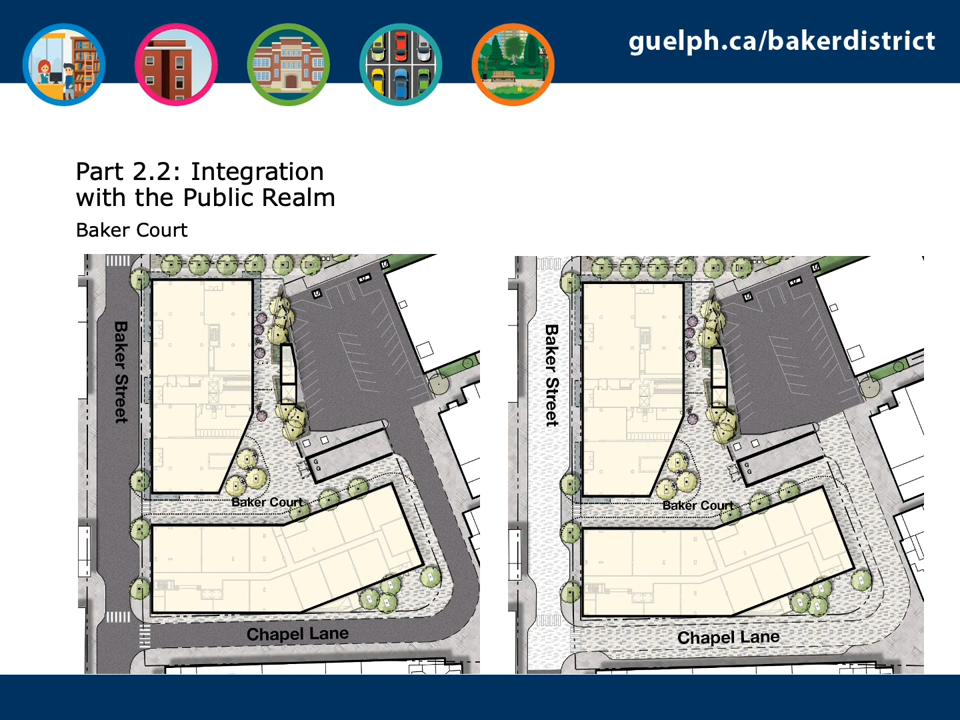 guelph.ca/bakerdistrict
Part 2.2: Integration
with the Public Realm
Baker Court
Baker Street
Baker Court
Chapel Lane
Baker Street
Baker Court
Chapel Lane